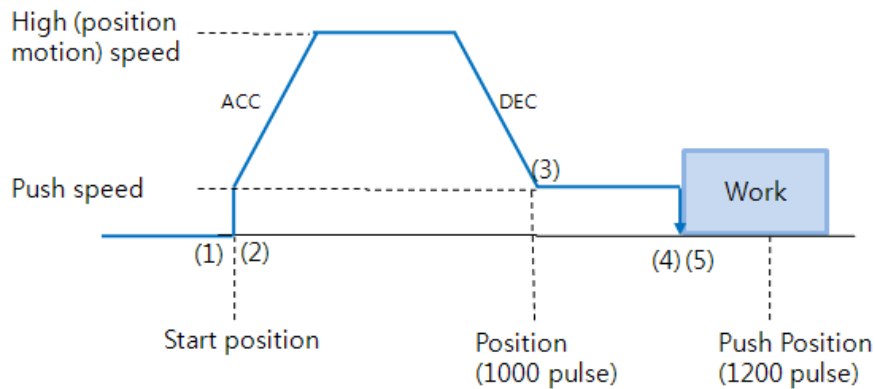 High (position
motion) speed
ACC
DEC
(3)
Push speed
Work
(1) (2)
(4) (5)
Start position
Position
(1000 pulse)
Push Position
(1200 pulse)